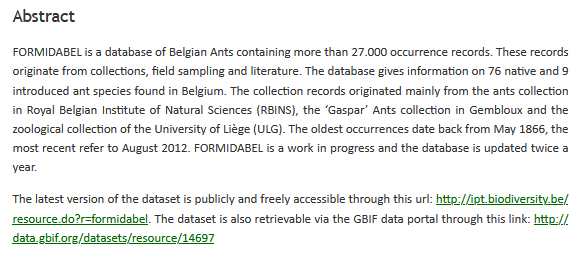 Abstract
FORMIDABEL is a database of Belgian Ants containing more than 27.000 occurrence records. These records
originate from collections, field sampling and literature. The database gives information on 76 native and 9
introduced ant species found in Belgium. The collection records originated mainly from the ants collection
in Royal Belgian Institute of Natural Sciences (RBINS), the ‘Gaspar’ Ants collection in Gembloux and the
zoological collection of the University of Liège (ULG). The oldest occurrences date back from May 1866, the
most recent refer to August 2012. FORMIDABEL is a work in progress and the database is updated twice a
year.
The latest version of the dataset is publicly and freely accessible through this url: http://ipt.biodiversity.be/
resource.do?r=formidabel. The dataset is also retrievable via the GBIF data portal through this link: http://
data.gbif.org/datasets/resource/14697